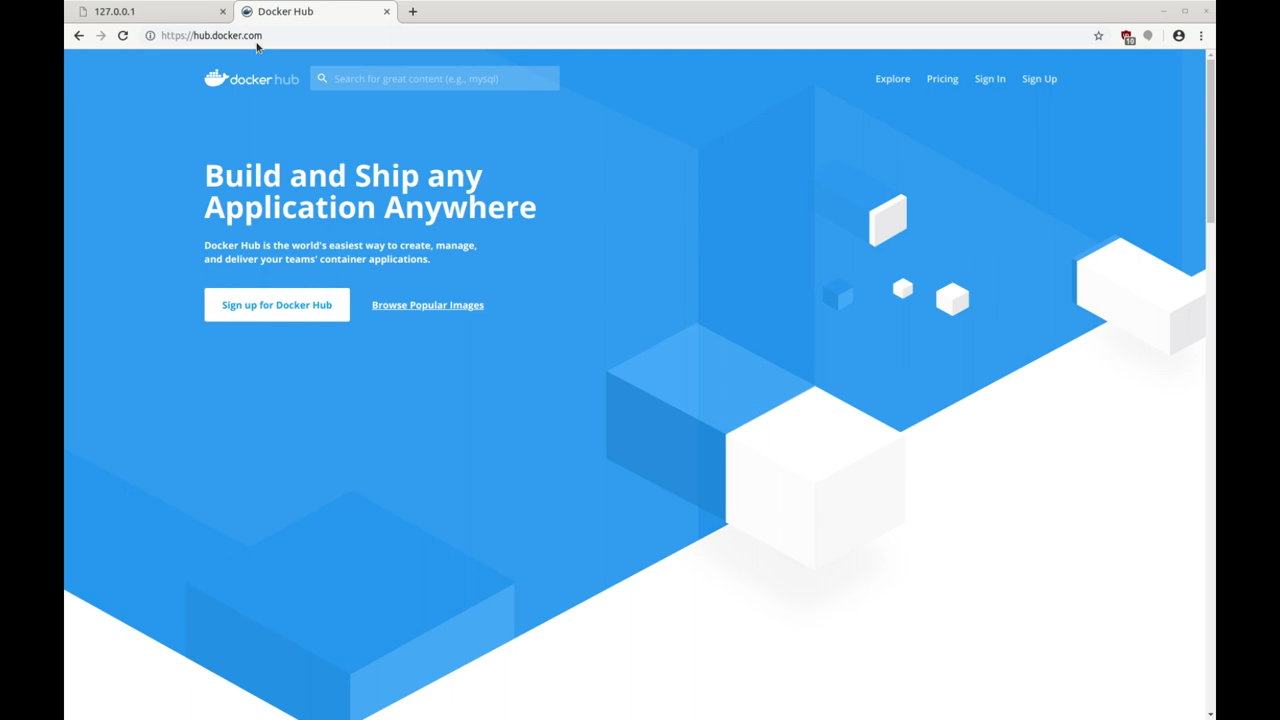 127.0.0.1
Docker Hub
https://hub.docker.com
10
docker hub
Search for great content (e.g., mysql)
Explore
Pricing
Sign In
Sign Up
Build and Ship any
Application Anywhere
Docker Hub is the world's easiest way to create, manage,
and deliver your teams' container applications.
Sign up for Docker Hub
Browse Popular Images